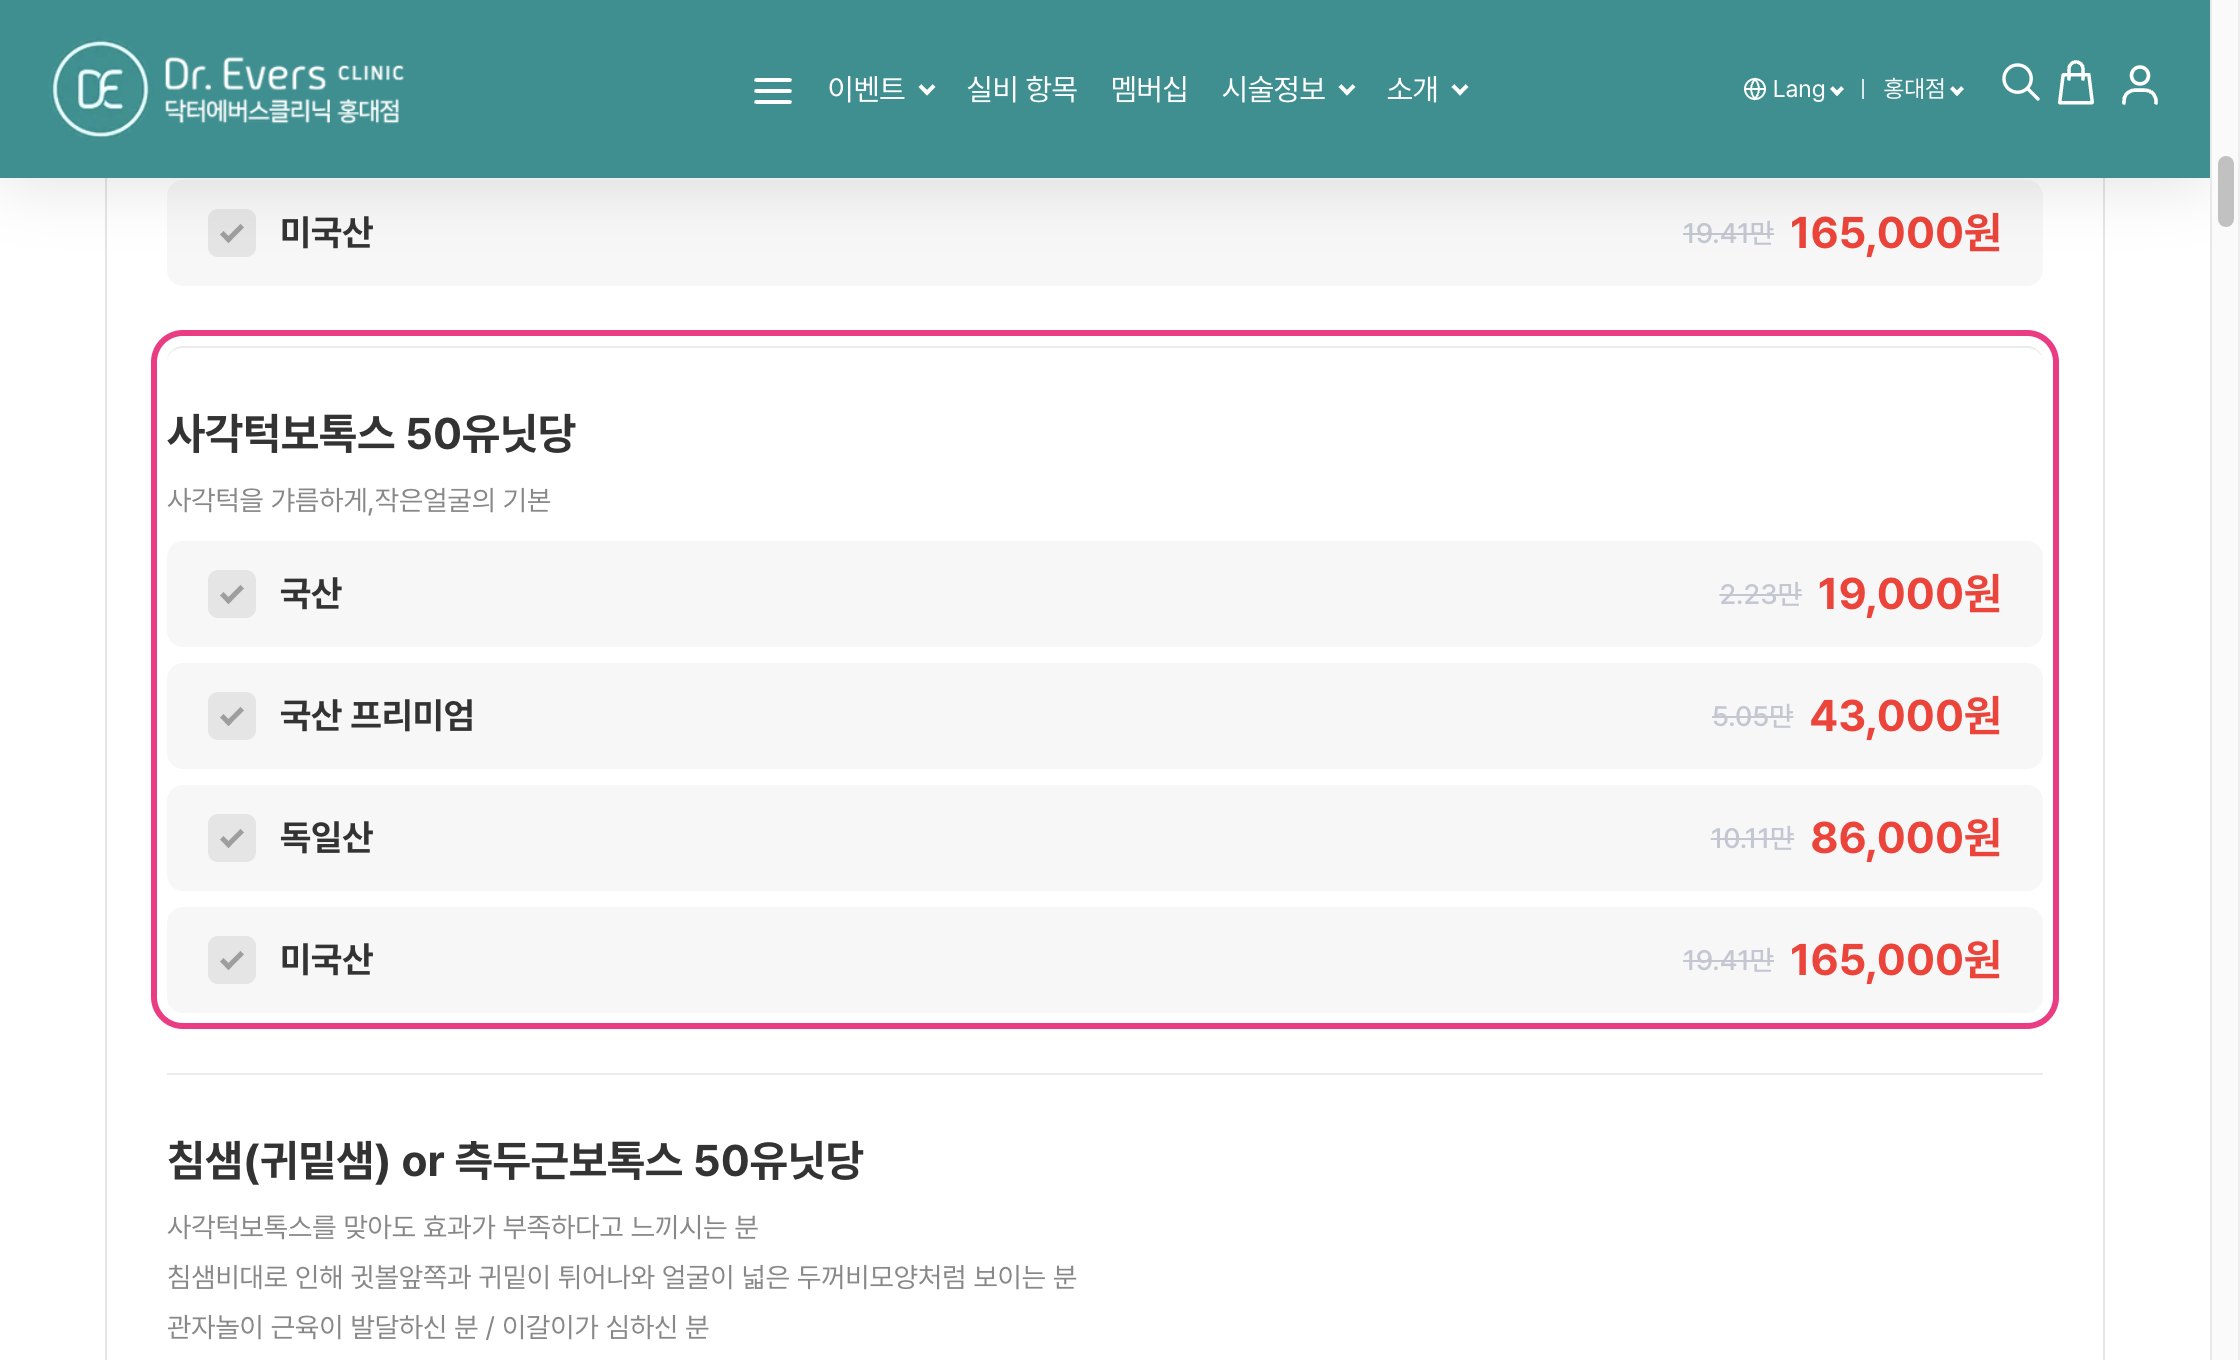 Dr. Evers CLINIC
닥터에버스클리닉 홍대점
이벤트 실비 항목 멤버십 시술정보 소개
Lang | 홍대점
미국산 19.41만 165,000원
사각턱보톡스 50유닛당
사각턱을 갸름하게,작은얼굴의 기본
국산 2.23만 19,000원
국산 프리미엄 5.05만 43,000원
독일산 10.11만 86,000원
미국산 19.41만 165,000원
침샘(귀밑샘) or 측두근보톡스 50유닛당
사각턱보톡스를 맞아도 효과가 부족하다고 느끼시는 분
침샘비대로 인해 귓볼앞쪽과 귀밑이 튀어나와 얼굴이 넓은 두꺼비모양처럼 보이는 분
관자놀이 근육이 발달하신 분 / 이갈이가 심하신 분